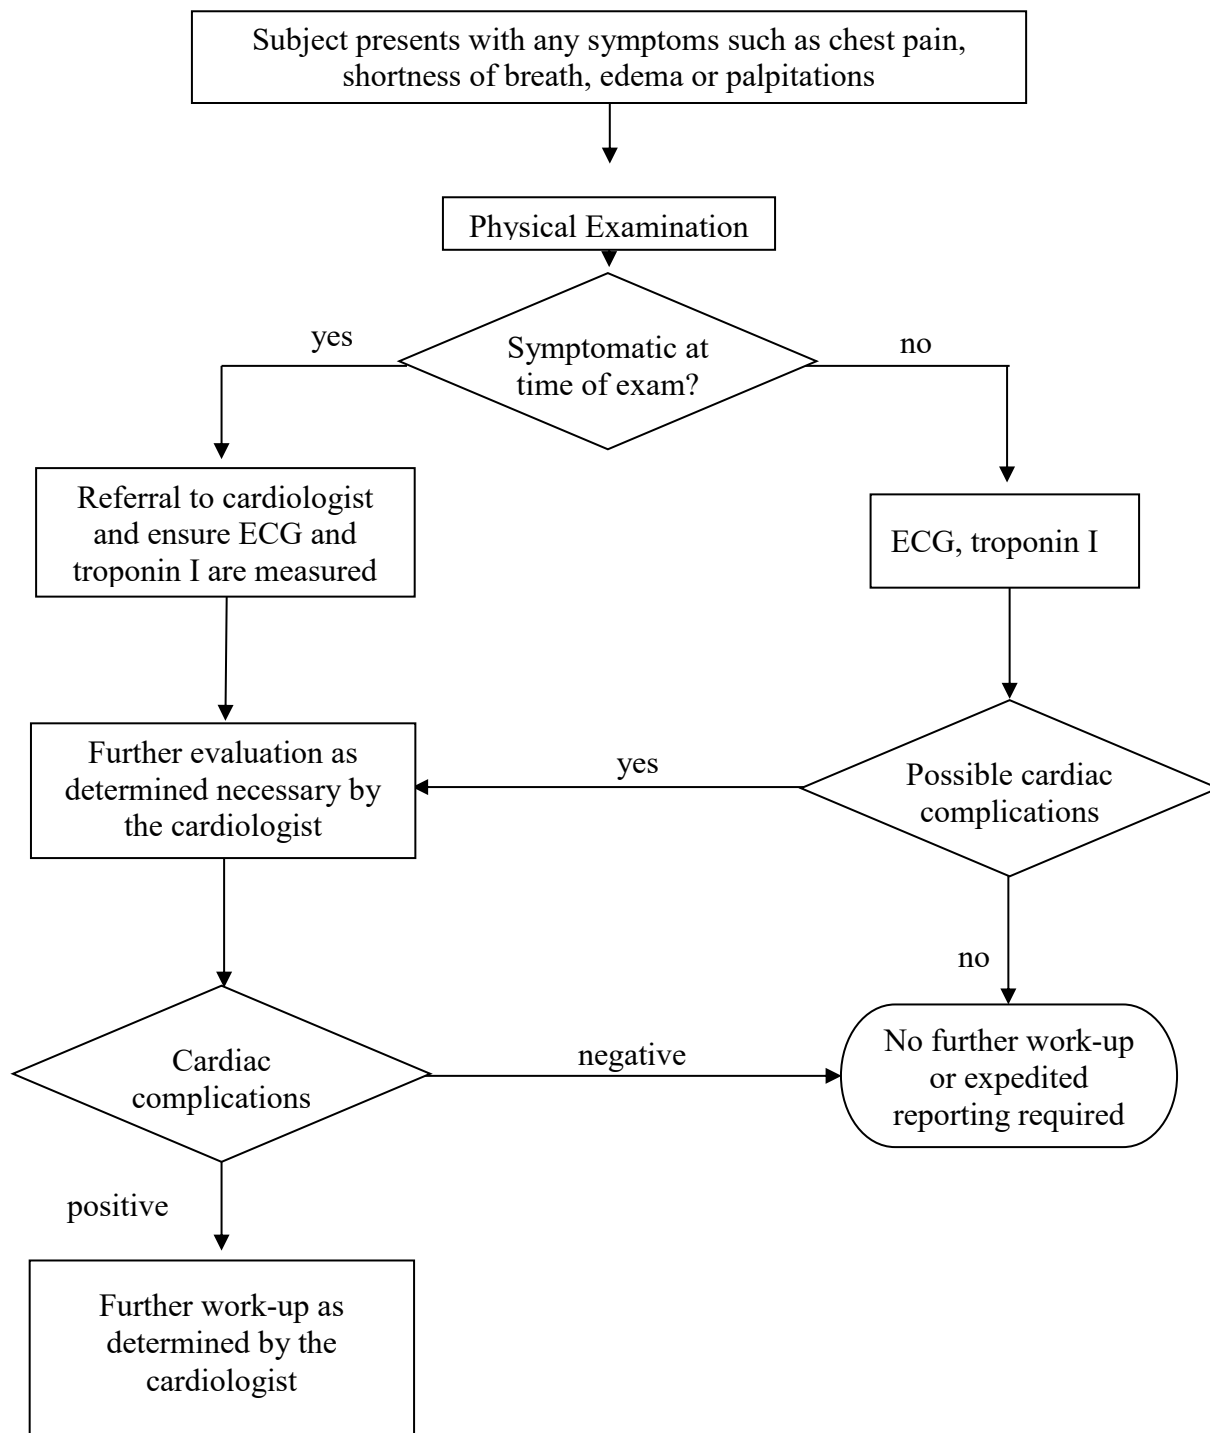 Subject presents with any symptoms such as chest pain,
shortness of breath, edema or palpitations
Physical Examination
yes
Symptomatic at
time of exam?
no
Referral to cardiologist
and ensure ECG and
troponin I are measured
ECG, troponin I
Further evaluation as
determined necessary by
the cardiologist
yes
Possible cardiac
complications
no
Cardiac
complications
negative
No further work-up
or expedited
reporting required
positive
Further work-up as
determined by the
cardiologist